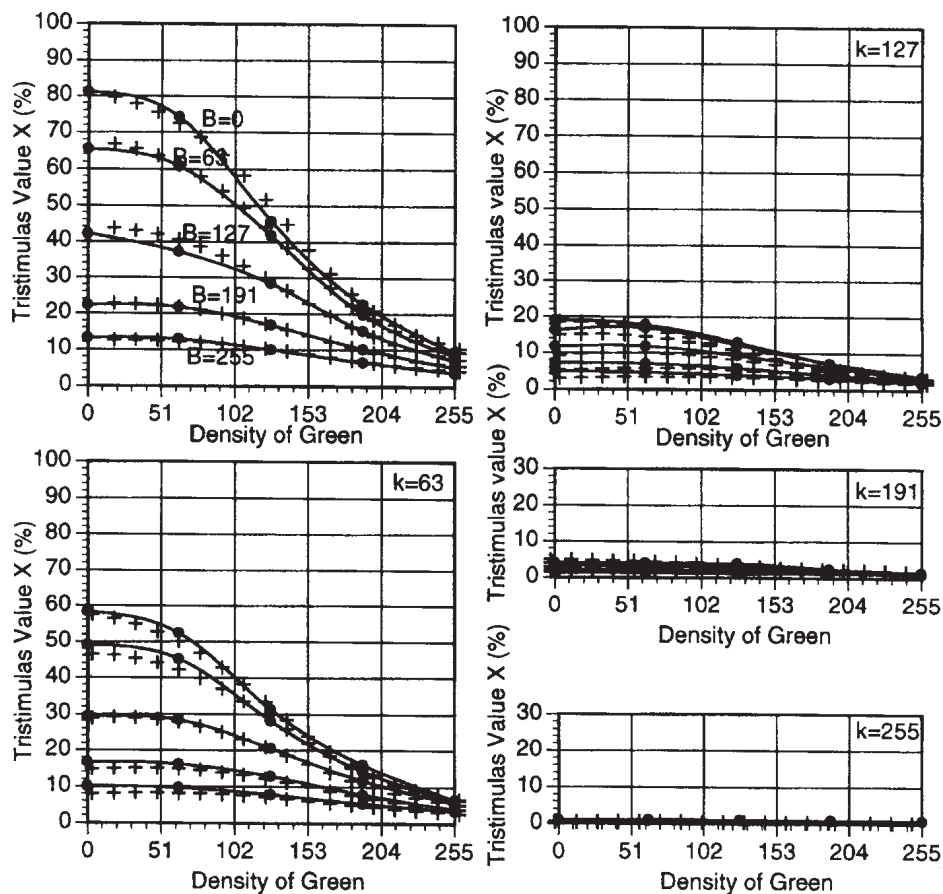 Tristimulas Value X (%)
100
90
80
70
60
50
40
30
20
10
0
B=0
B=63
B=127
B=191
B=255
0 51 102 153 204 255
Density of Green
Tristimulas value X (%)
100
90
80
70
60
50
40
30
20
10
0
k=127
0 51 102 153 204 255
Density of Green
Tristimulas Value X (%)
100
90
80
70
60
50
40
30
20
10
0
k=63
0 51 102 153 204 255
Density of Green
Tristimulas Value X (%)
30
20
10
0
k=191
0 51 102 153 204 255
Density of Green
Tristimulas Value X (%)
30
20
10
0
k=255
0 51 102 153 204 255
Density of Green